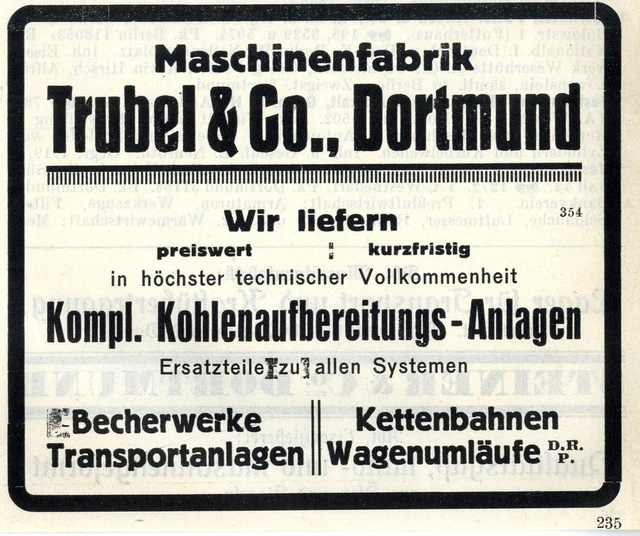 Maschinenfabrik
Trubel & Co., Dortmund
354
Wir liefern
preiswert : kurzfristig
in höchster technischer Vollkommenheit
Kompl. Kohlenaufbereitungs-Anlagen
Ersatzteile zu allen Systemen
Becherwerke
Transportanlagen
Kettenbahnen
Wagenumläufe D.R.P.
235